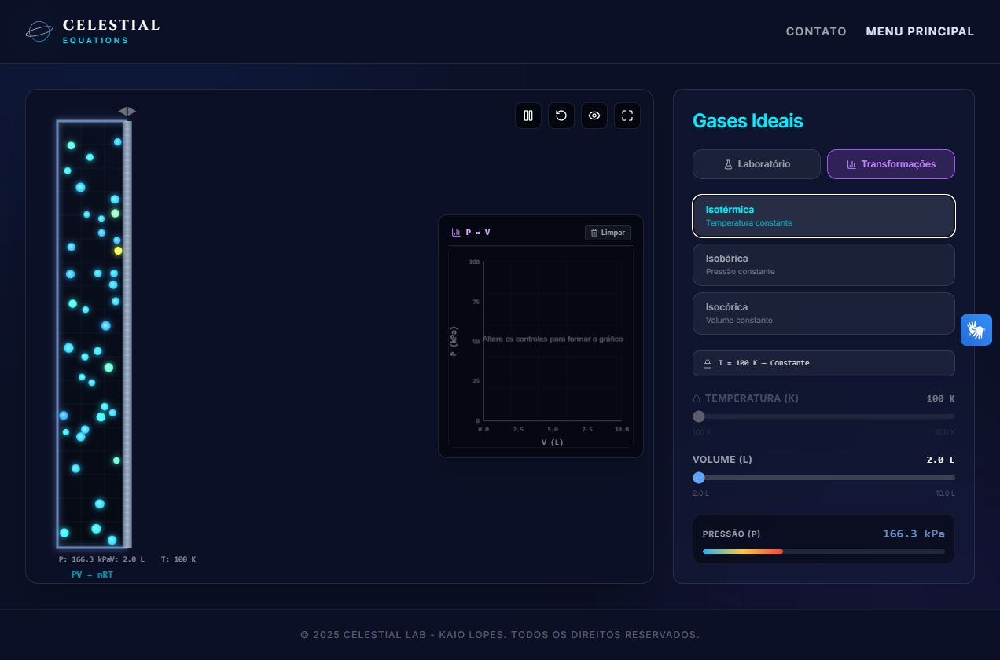 CELESTIAL
EQUATIONS
CONTATO
MENU PRINCIPAL
P × V
Limpar
100
75
50
25
0
P (kPa)
Altere os controles para formar o gráfico
0.0 2.5 5.0 7.5 10.0
V (L)
P: 166.3 kPa V: 2.0 L T: 100 K
PV = nRT
Gases Ideais
Laboratório
Transformações
Isotérmica
Temperatura constante
Isobárica
Pressão constante
Isocórica
Volume constante
T = 100 K — Constante
TEMPERATURA (K) 100 K
100 K 800 K
VOLUME (L) 2.0 L
2.0 L 10.0 L
PRESSÃO (P) 166.3 kPa
© 2025 CELESTIAL LAB - KAIO LOPES. TODOS OS DIREITOS RESERVADOS.